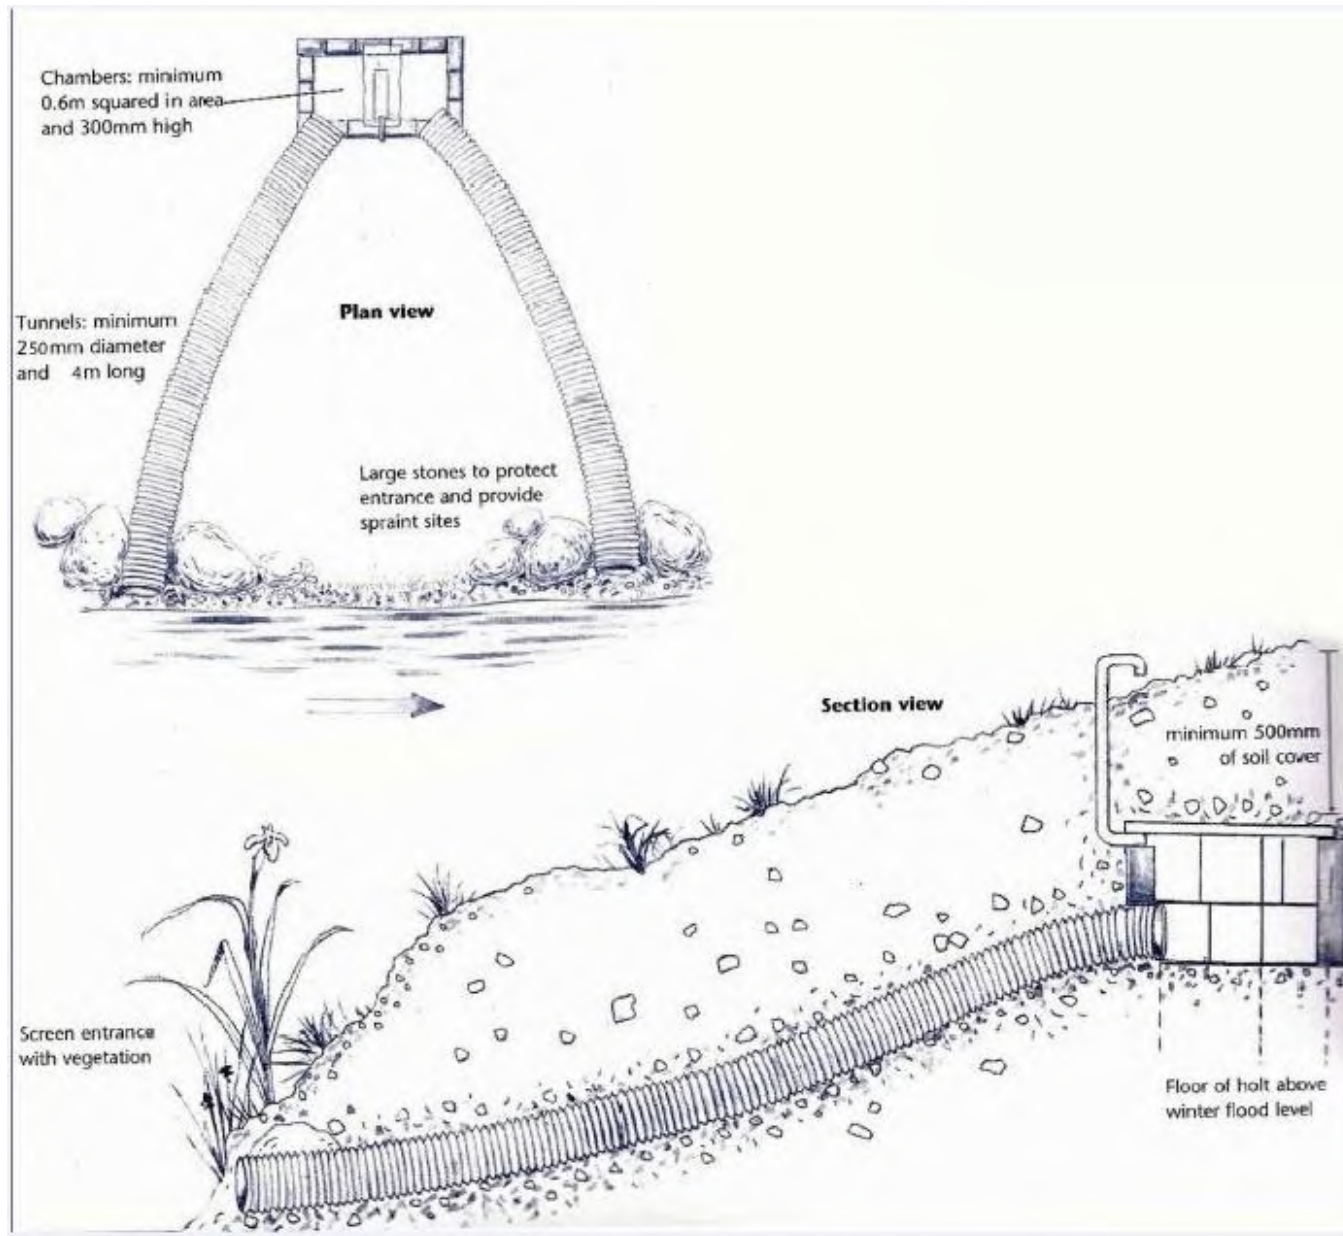 Chambers: minimum
0.6m squared in area
and 300mm high
Plan view
Tunnels: minimum
250mm diameter
and 4m long
Large stones to protect
entrance and provide
spraint sites
Section view
minimum 500mm
of soil cover
Screen entrance
with vegetation
Floor of holt above
winter flood level